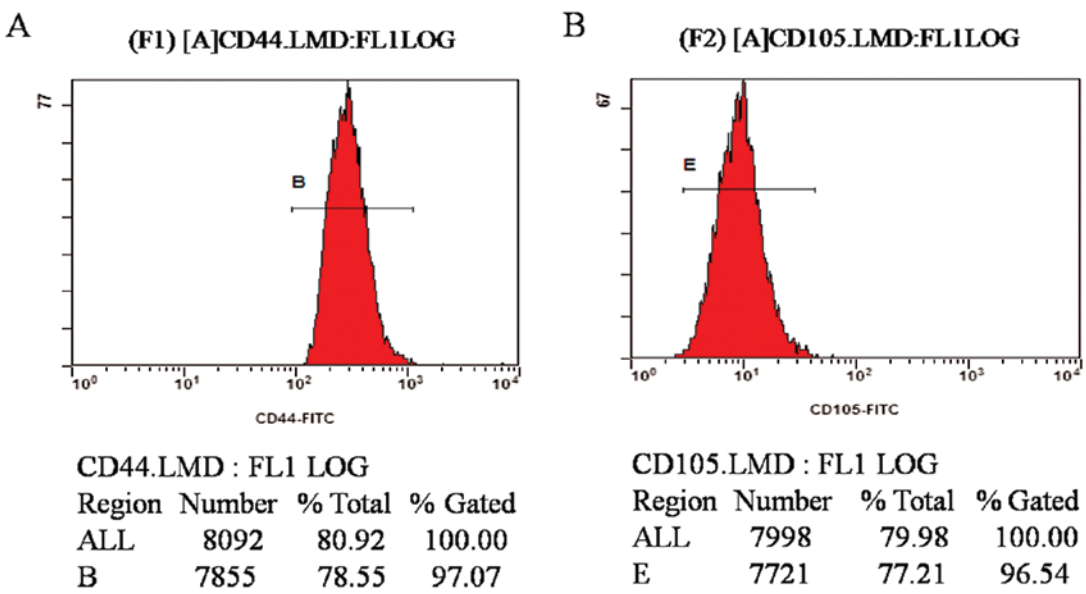 A
(F1) [A]CD44.LMD:FL1LOG
77
B
10⁰ 10¹ 10² 10³ 10⁴
CD44-FITC
CD44.LMD : FL1 LOG
Region Number % Total % Gated
ALL 8092 80.92 100.00
B 7855 78.55 97.07
B
(F2) [A]CD105.LMD:FL1LOG
67
E
10⁰ 10¹ 10² 10³ 10⁴
CD105-FITC
CD105.LMD : FL1 LOG
Region Number % Total % Gated
ALL 7998 79.98 100.00
E 7721 77.21 96.54